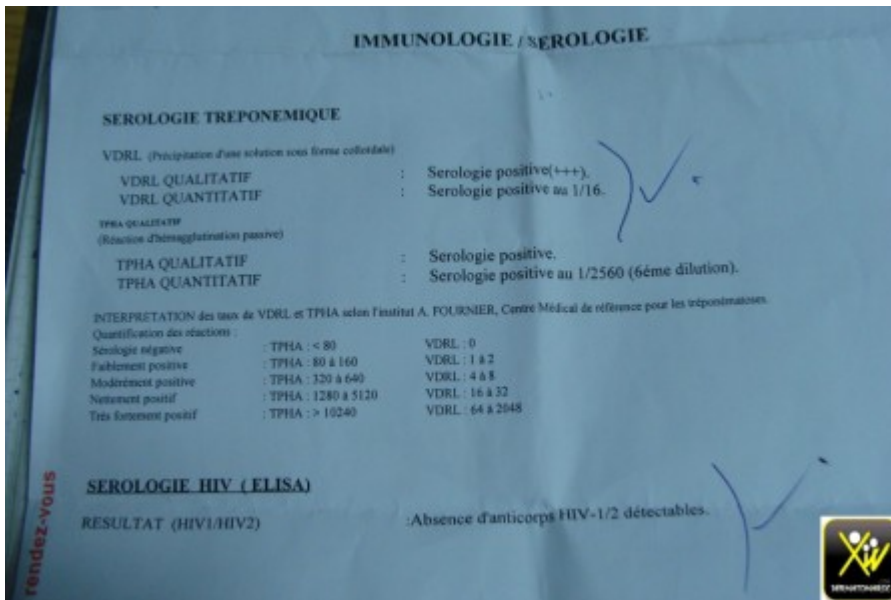 IMMUNOLOGIE / SEROLOGIE
SEROLOGIE TREPONEMIQUE
VDRL (Précipitation d'une solution sous forme colloïdale)
VDRL QUALITATIF : Serologie positive(+++).
VDRL QUANTITATIF : Serologie positive au 1/16.
TPHA QUALITATIF
(Réaction d'hémagglutination passive)
TPHA QUALITATIF : Serologie positive.
TPHA QUANTITATIF : Serologie positive au 1/2560 (6éme dilution).
INTERPRETATION des taux de VDRL et TPHA selon l'institut A. FOURNIER, Centre Médical de référence pour les tréponématoses.
Quantification des réactions :
Serologie négative : TPHA : < 80 VDRL : 0
Faiblement positive : TPHA : 80 à 160 VDRL : 1 à 2
Modérément positive : TPHA : 320 à 640 VDRL : 4 à 8
Nettement positif : TPHA : 1280 à 5120 VDRL : 16 à 32
Très fortement positif : TPHA : > 10240 VDRL : 64 à 2048
SEROLOGIE HIV ( ELISA)
RESULTAT (HIV1/HIV2) :Absence d'anticorps HIV-1/2 détectables.
rendez-vous